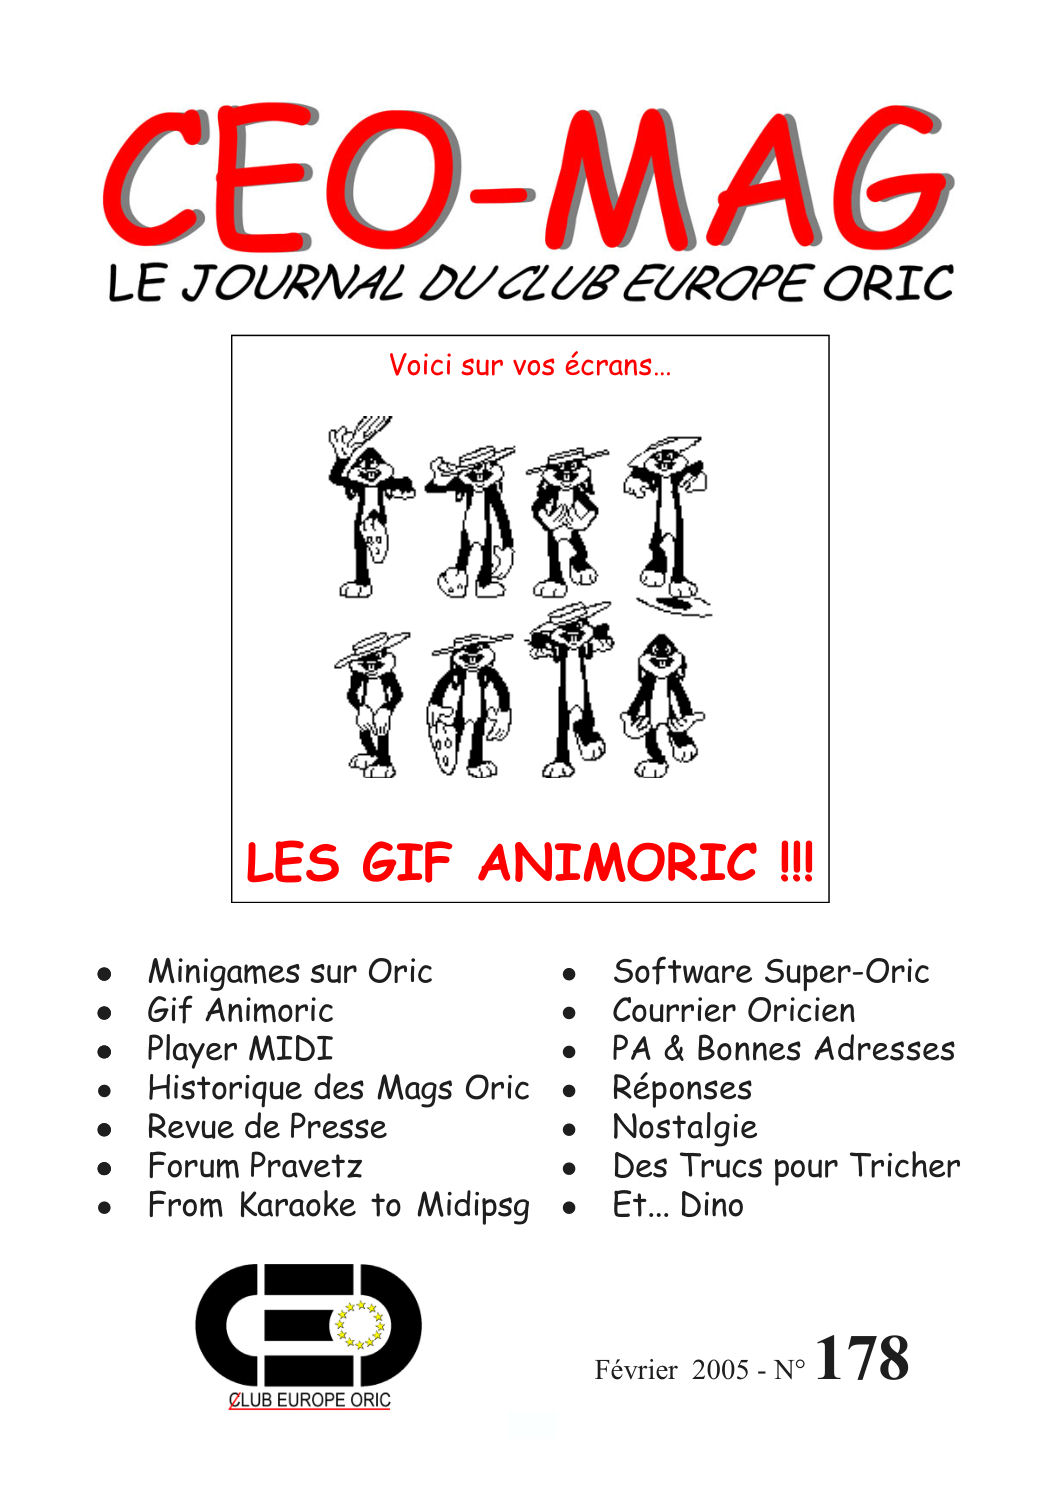 CEO-MAG
LE JOURNAL DU CLUB EUROPE ORIC
Voici sur vos écrans...
LES GIF ANIMORIC !!!
• Minigames sur Oric
• Gif Animoric
• Player MIDI
• Historique des Mags Oric
• Revue de Presse
• Forum Pravetz
• From Karaoke to Midipsg
• Software Super-Oric
• Courrier Oricien
• PA & Bonnes Adresses
• Réponses
• Nostalgie
• Des Trucs pour Tricher
• Et... Dino
CEO
CLUB EUROPE ORIC
Février 2005 - N° 178